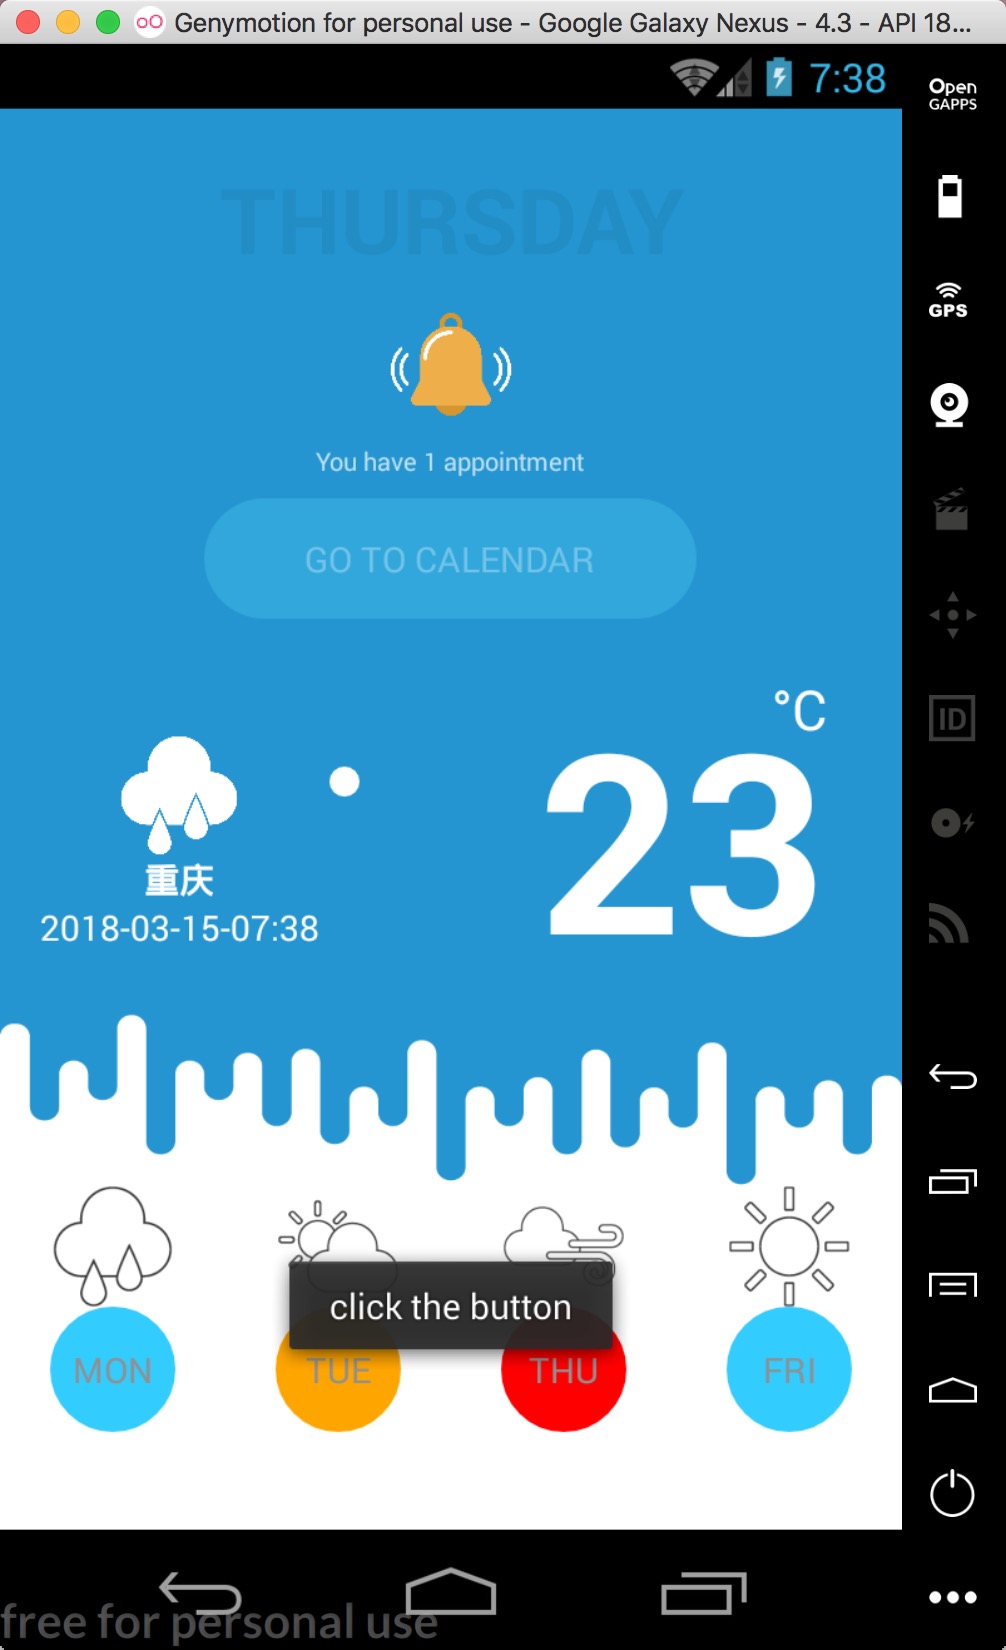 Genymotion for personal use - Google Galaxy Nexus - 4.3 - API 18...
7:38
Open
GAPPS
THURSDAY
GPS
You have 1 appointment
GO TO CALENDAR
ID
°C
23
重庆
2018-03-15-07:38
click the button
MON
TUE
THU
FRI
free for personal use